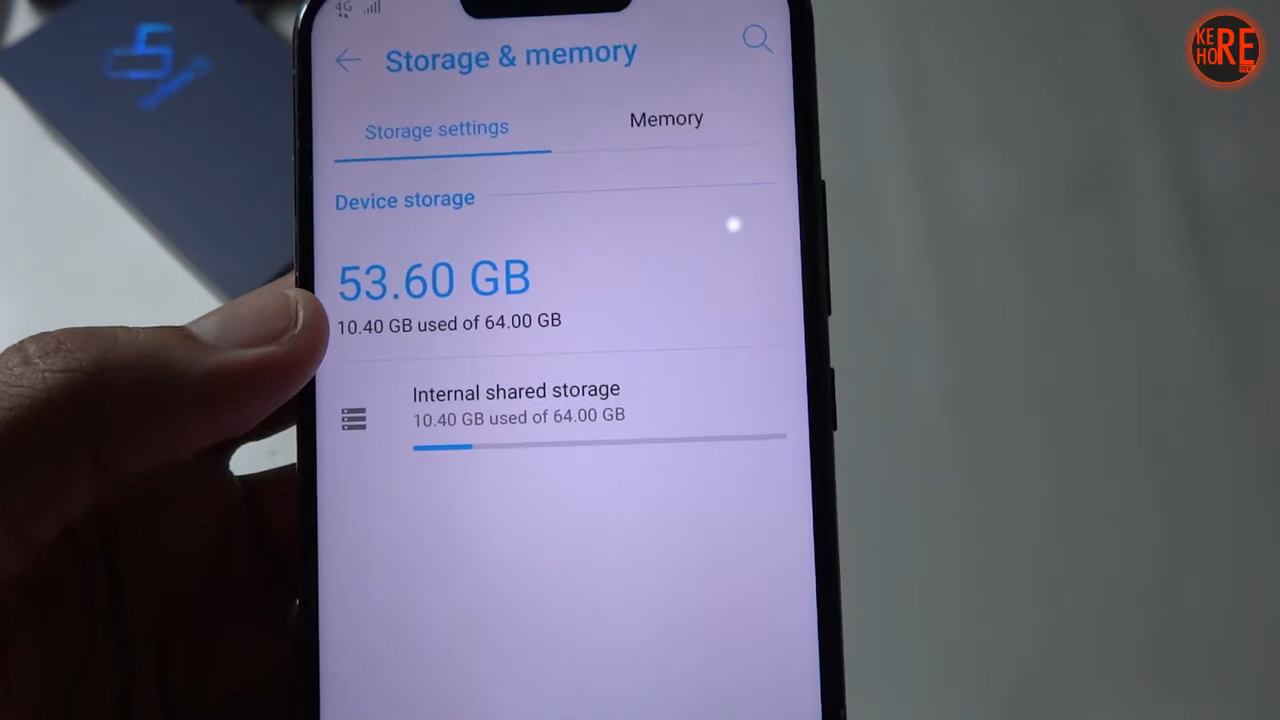 4G
Storage & memory
Storage settings
Memory
Device storage
53.60 GB
10.40 GB used of 64.00 GB
Internal shared storage
10.40 GB used of 64.00 GB
5
KE
HO
RE